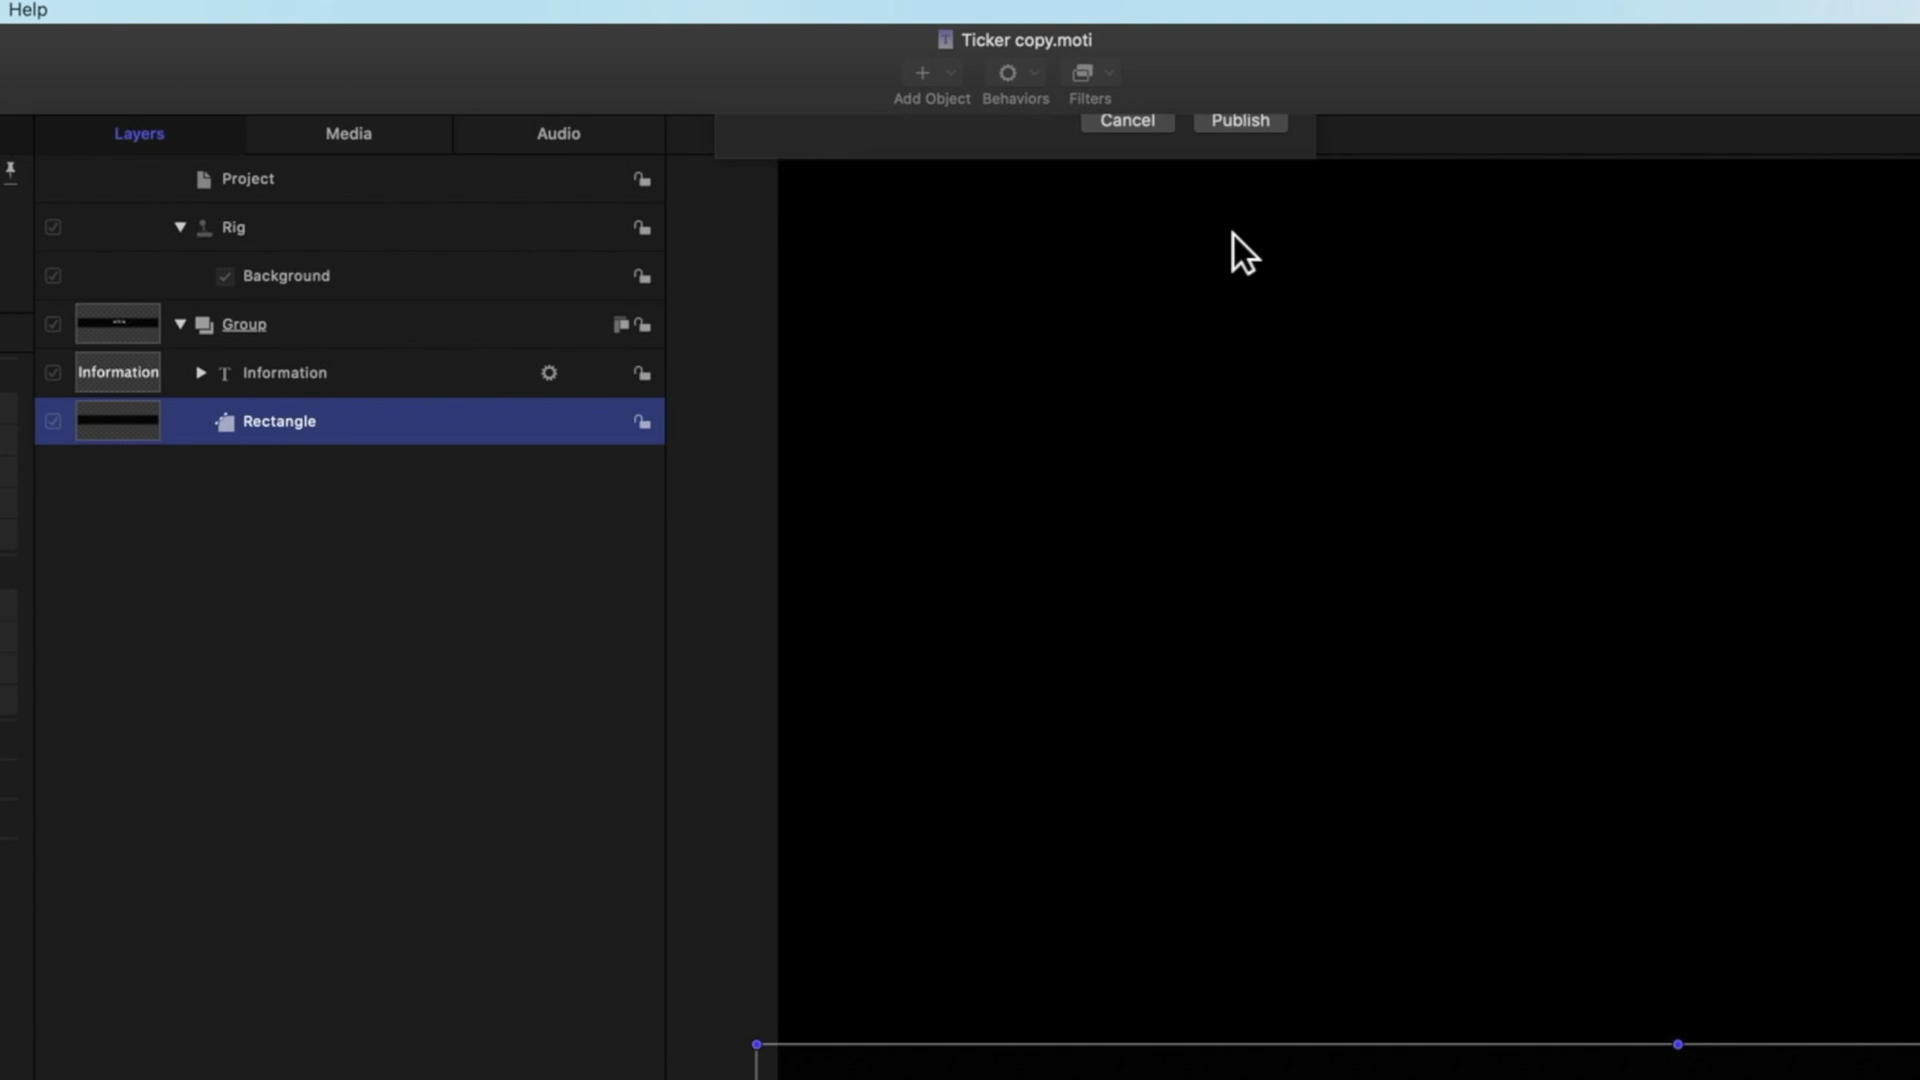 Help
Ticker copy.moti
Add Object Behaviors Filters
Cancel Publish
Layers Media Audio
Project
Rig
Background
Group
Information Information
Rectangle